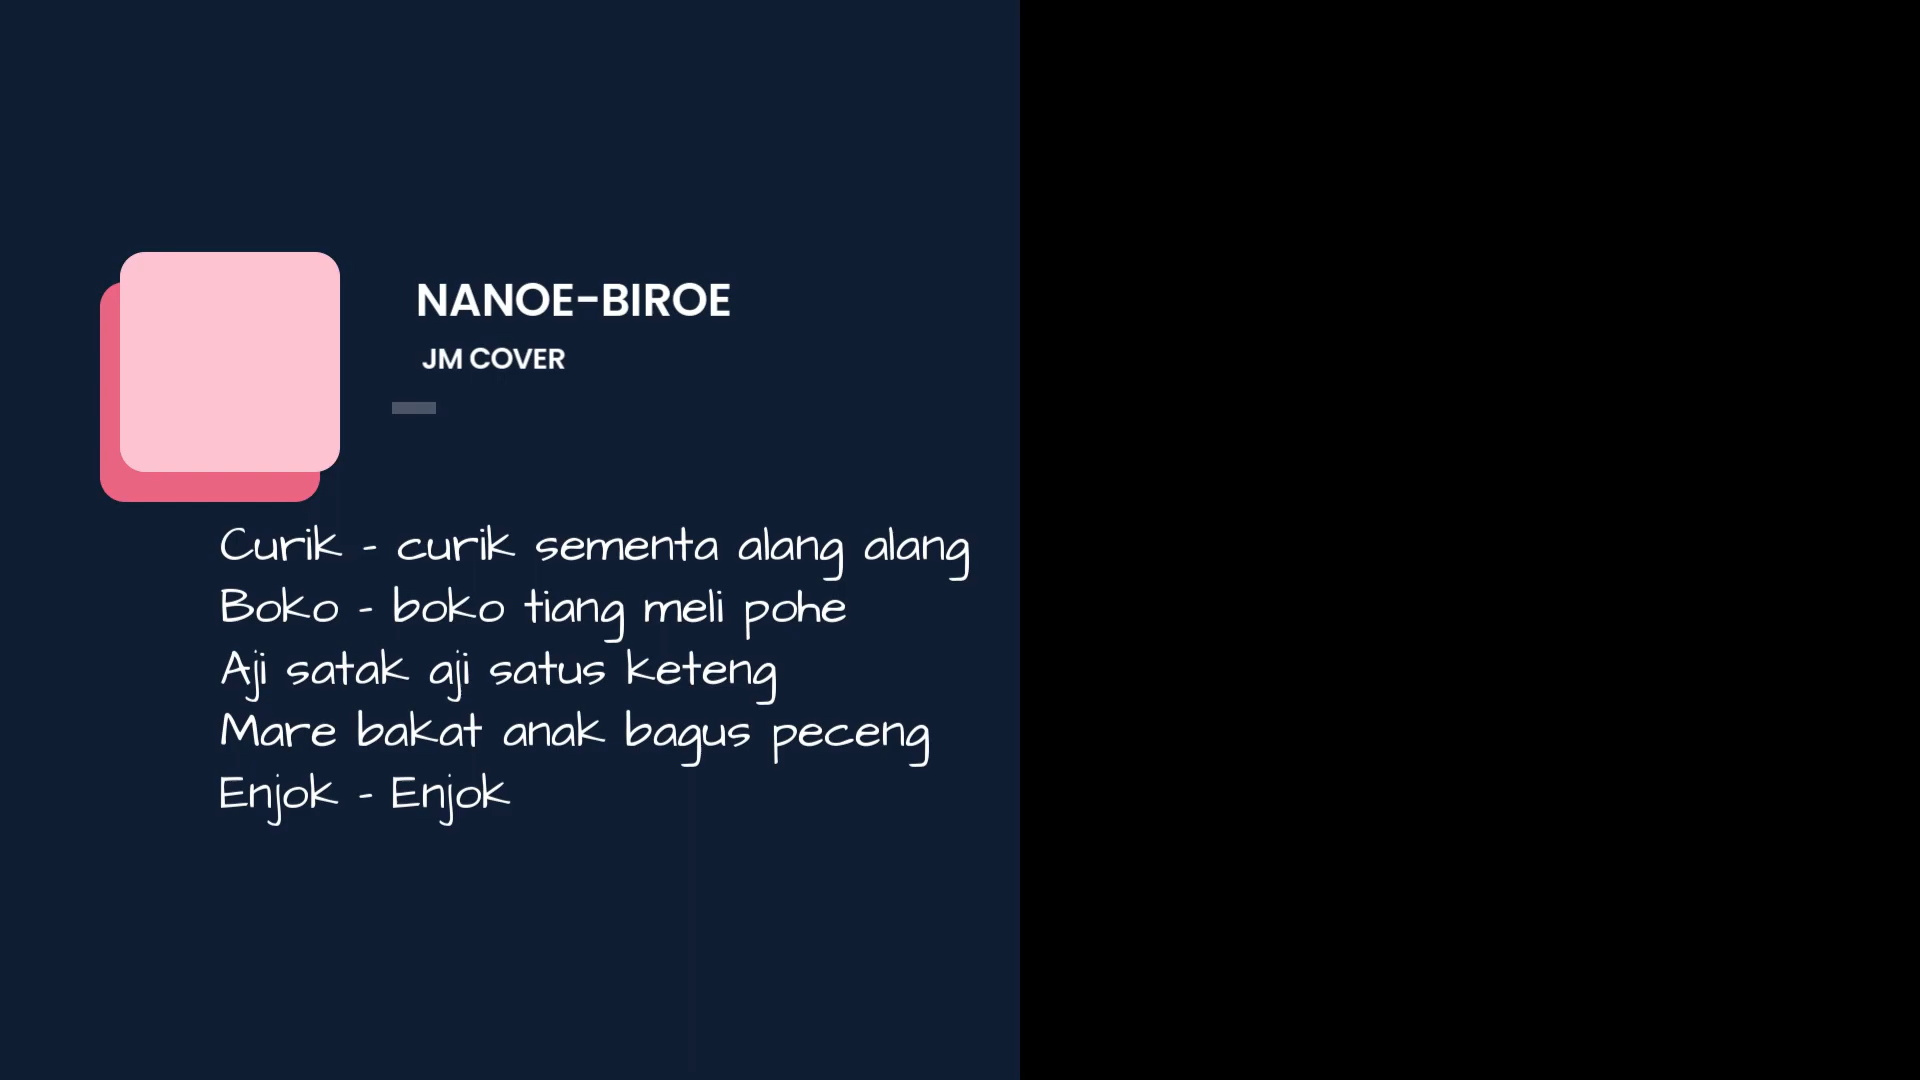 NANOE-BIROE
JM COVER
Curik - curik sementa alang alang
Boko - boko tiang meli pohe
Aji satak aji satus keteng
Mare bakat anak bagus peceng
Enjok - Enjok